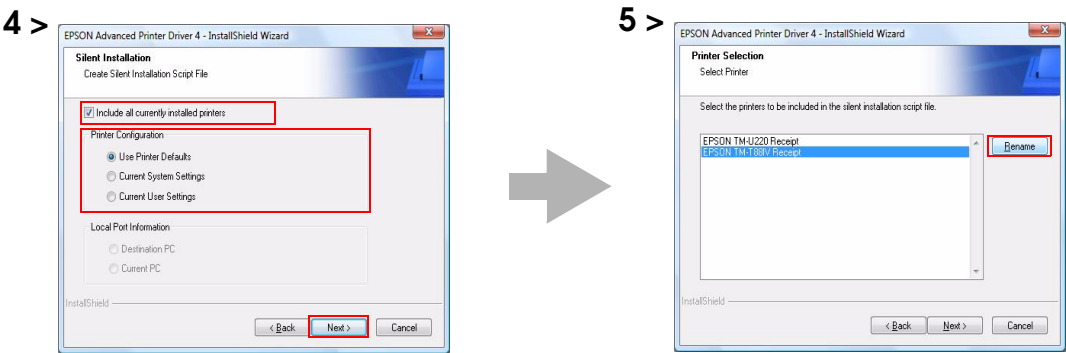 4 >
EPSON Advanced Printer Driver 4 - InstallShield Wizard
Silent Installation
Create Silent Installation Script File
Include all currently installed printers
Printer Configuration
Use Printer Defaults
Current System Settings
Current User Settings
Local Port Information
Destination PC
Current PC
InstallShield
< Back Next > Cancel
5 >
EPSON Advanced Printer Driver 4 - InstallShield Wizard
Printer Selection
Select Printer
Select the printers to be included in the silent installation script file.
EPSON TM-U220 Receipt
EPSON TM-T88IV Receipt
Rename
InstallShield
< Back Next > Cancel